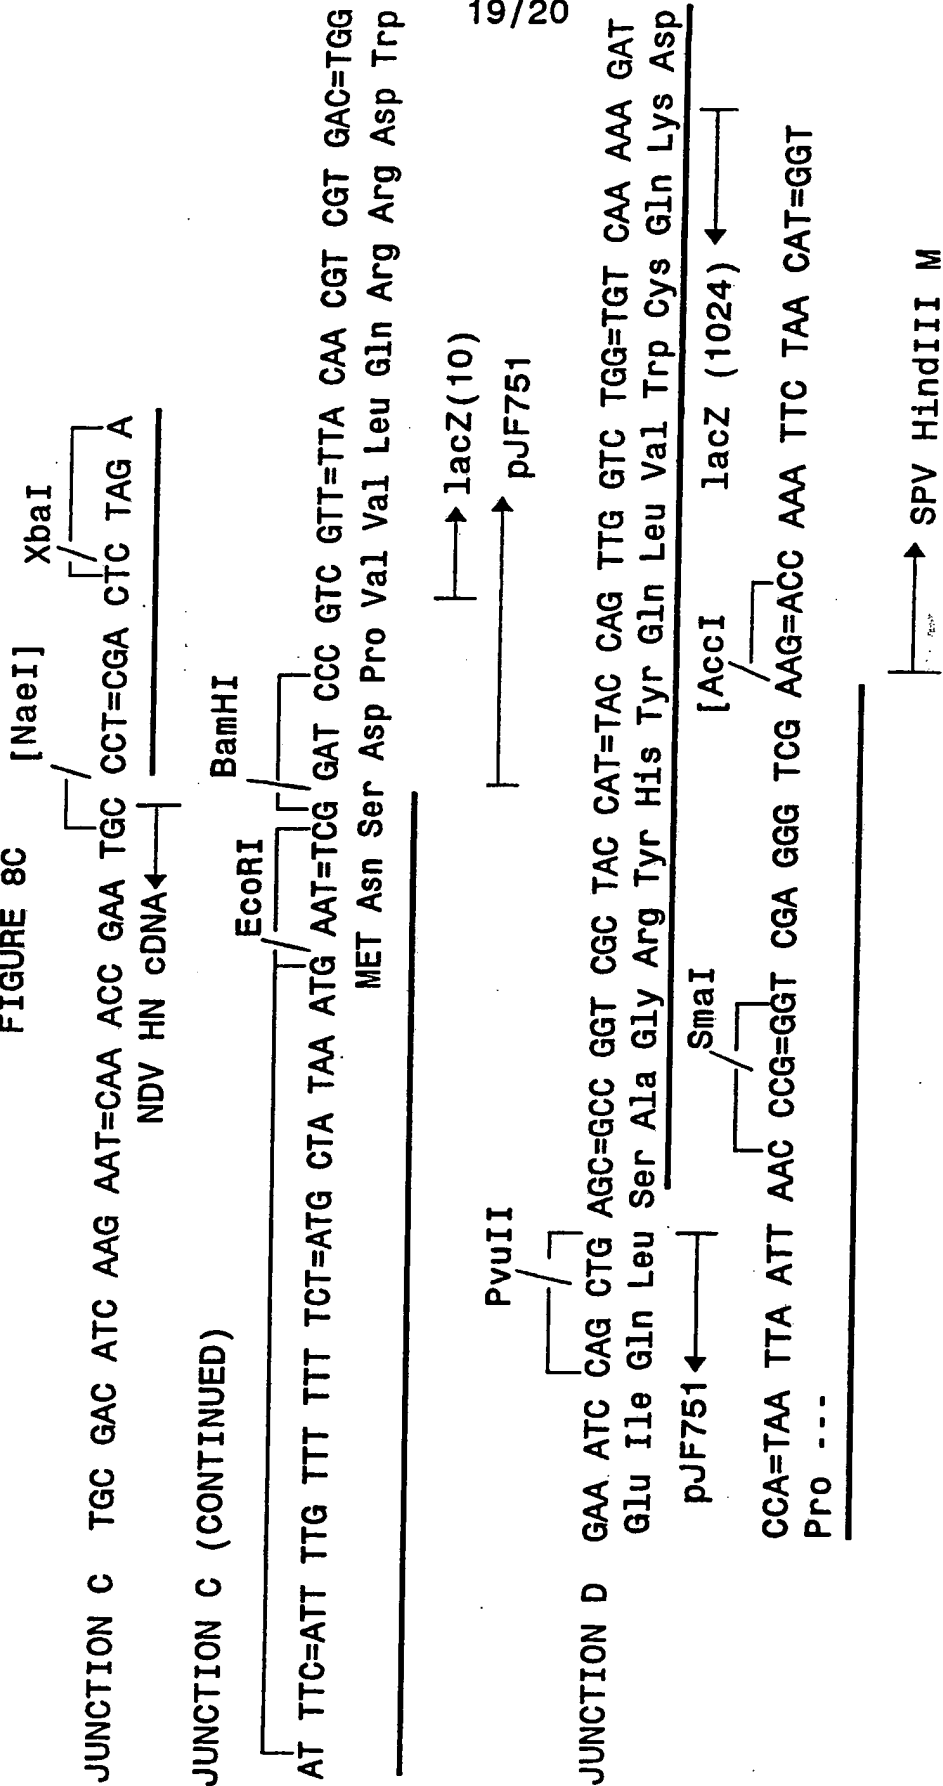 19/20
FIGURE 8C
[NaeI] XbaI
JUNCTION C TGC GAC ATC AAG AAT=CAA ACC GAA TGC CCT=CGA CTC TAG A
NDV HN cDNA
JUNCTION C (CONTINUED)
EcoRI BamHI
AT TTC=ATT TTG TTT TTT TCT=ATG CTA TAA ATG AAT=TCG GAT CCC GTC GTT=TTA CAA CGT CGT GAC=TGG
MET Asn Ser Asp Pro Val Val Leu Gln Arg Arg Asp Trp
lacZ(10)
pJF751
PvuII
JUNCTION D GAA ATC CAG CTG AGC=GCC GGT CGC TAC CAT=TAC CAG TTG GTC TGG=TGT CAA AAA GAT
Glu Ile Gln Leu Ser Ala Gly Arg Tyr His Tyr Gln Leu Val Trp Cys Gln Lys Asp
pJF751 lacZ (1024)
SmaI [AccI
CCA=TAA TTA ATT AAC CCG=GGT CGA GGG TCG AAG=ACC AAA TTC TAA CAT=GGT
Pro ---
SPV HindIII M